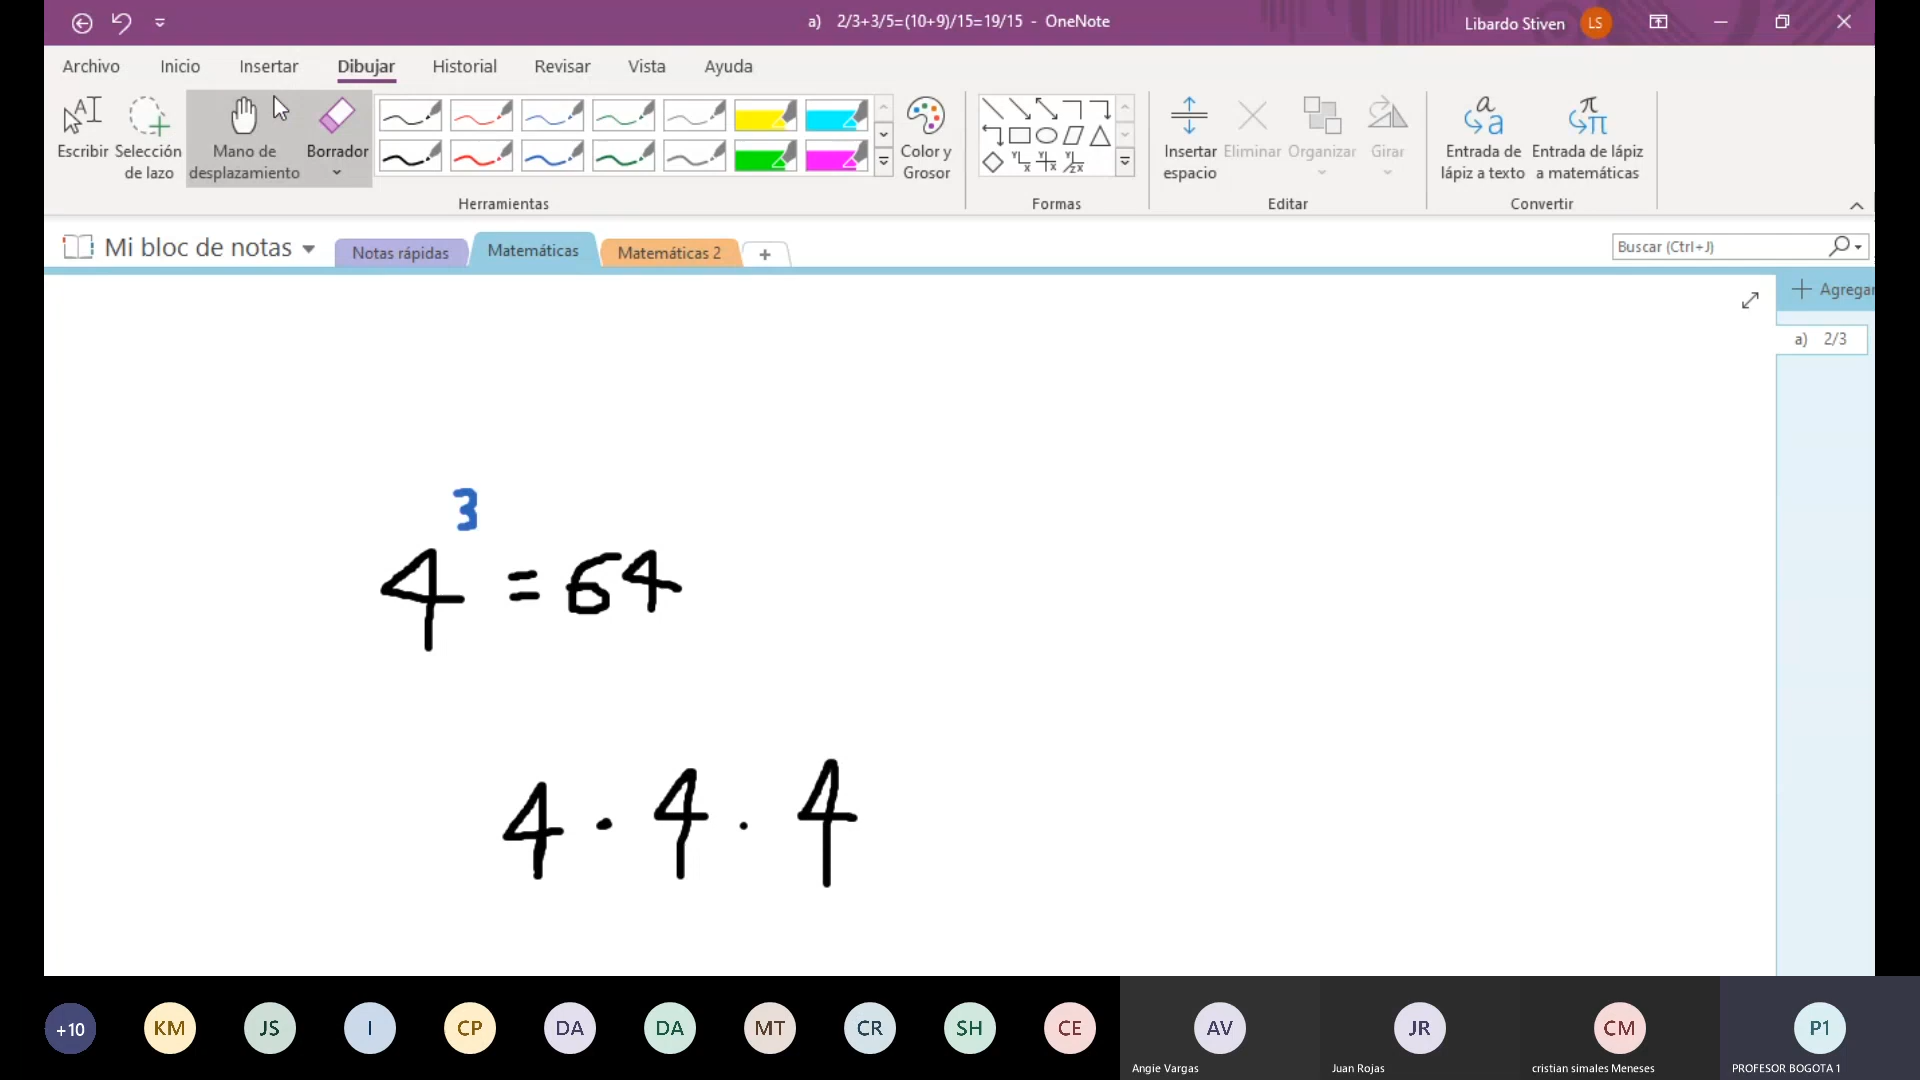 a) 2/3+3/5=(10+9)/15=19/15 - OneNote
Libardo Stiven LS
Archivo Inicio Insertar Dibujar Historial Revisar Vista Ayuda
Escribir
Selección
de lazo
Mano de
desplazamiento
Borrador
Color y
Grosor
Insertar
espacio
Eliminar
Organizar
Girar
a
a
Entrada de
lápiz a texto
π
π
Entrada de lápiz
a matemáticas
Herramientas Formas Editar Convertir
Mi bloc de notas Notas rápidas Matemáticas Matemáticas 2 + Buscar (Ctrl+J)
Agregar
a) 2/3
3
4 = 64
4 · 4 · 4
+10 KM JS I CP DA DA MT CR SH CE AV JR CM P1
Angie Vargas Juan Rojas cristian simales Meneses PROFESOR BOGOTA 1